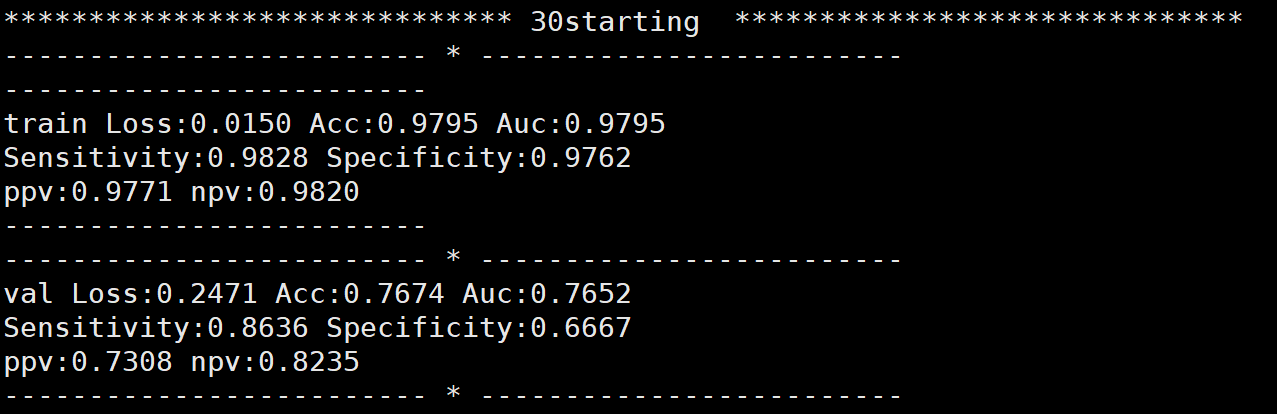 ****************************** 30starting  ******************************
------------------------- * -------------------------
-------------------------
train Loss:0.0150 Acc:0.9795 Auc:0.9795
Sensitivity:0.9828 Specificity:0.9762
ppv:0.9771 npv:0.9820
-------------------------
------------------------- * -------------------------
val Loss:0.2471 Acc:0.7674 Auc:0.7652
Sensitivity:0.8636 Specificity:0.6667
ppv:0.7308 npv:0.8235
------------------------- * -------------------------